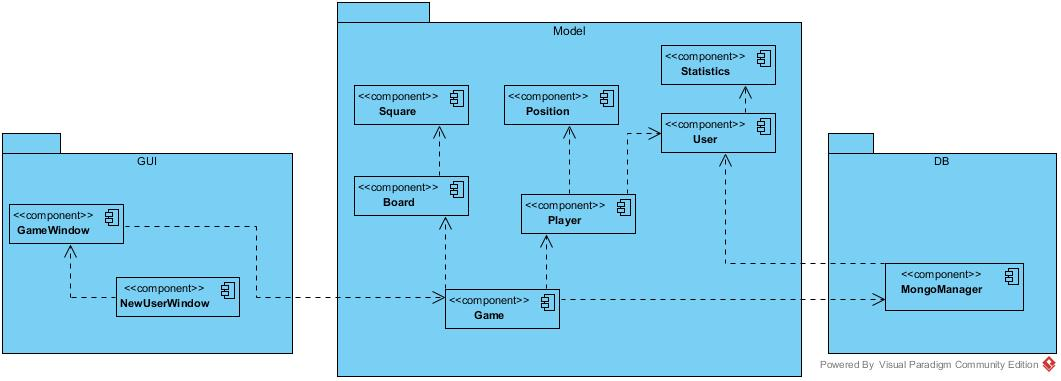 Model
<<component>>
Statistics
<<component>>
Square
<<component>>
Position
<<component>>
User
GUI
DB
<<component>>
Board
<<component>>
Player
<<component>>
GameWindow
<<component>>
NewUserWindow
<<component>>
MongoManager
<<component>>
Game
Powered By Visual Paradigm Community Edition